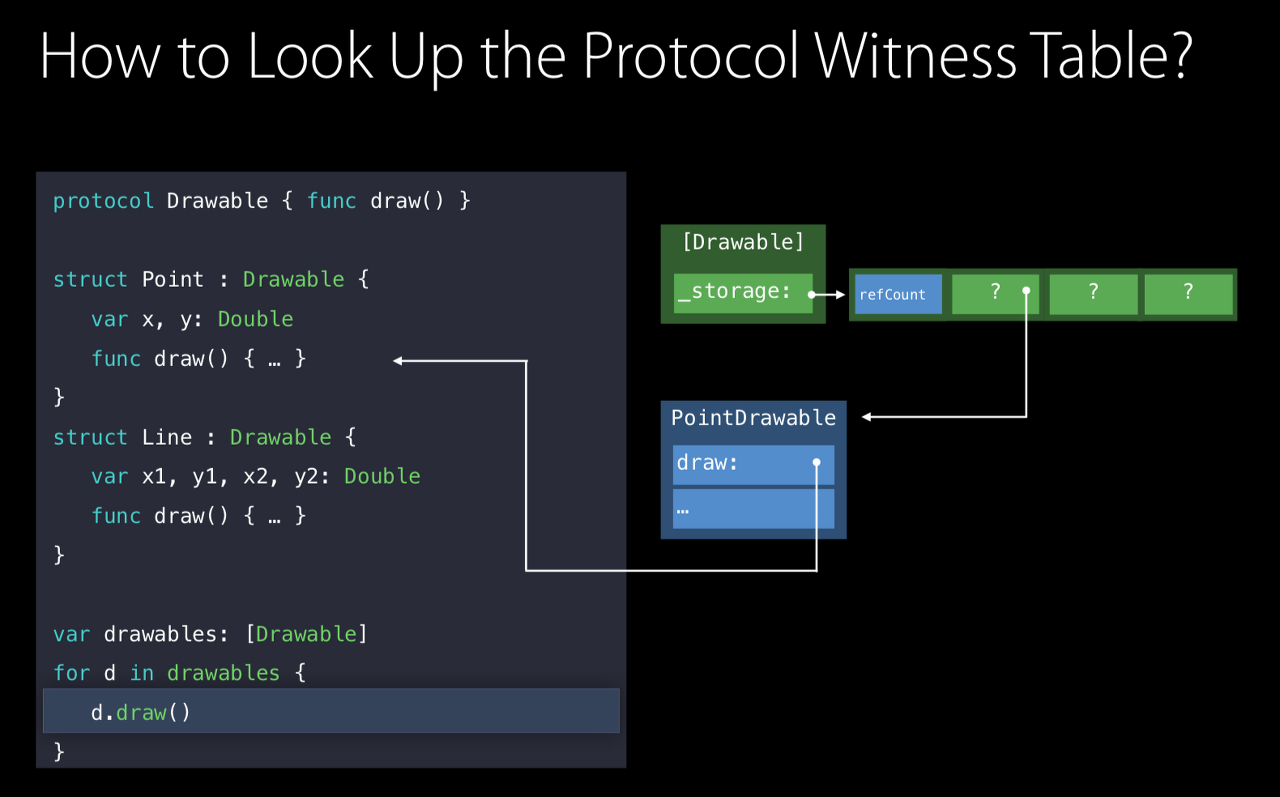 How to Look Up the Protocol Witness Table?
protocol Drawable { func draw() }
struct Point : Drawable {
var x, y: Double
func draw() { … }
}
struct Line : Drawable {
var x1, y1, x2, y2: Double
func draw() { … }
}
var drawables: [Drawable]
for d in drawables {
d.draw()
}
[Drawable]
_storage:
refCount ? ? ?
PointDrawable
draw:
…